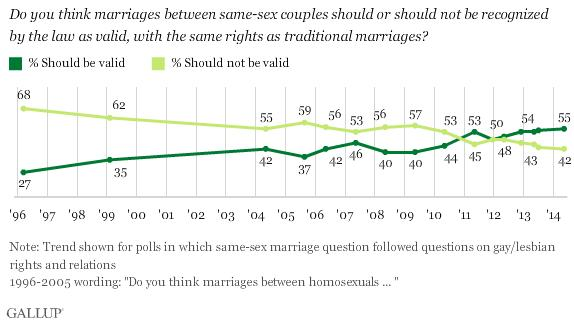 Do you think marriages between same-sex couples should or should not be recognized
by the law as valid, with the same rights as traditional marriages?
% Should be valid % Should not be valid
68 62 55 59 56 53 56 57 53 53 50 54 55
27 35 42 37 42 46 40 40 44 45 48 43 42
'96 '97 '98 '99 '00 '01 '02 '03 '04 '05 '06 '07 '08 '09 '10 '11 '12 '13 '14
Note: Trend shown for polls in which same-sex marriage question followed questions on gay/lesbian
rights and relations
1996-2005 wording: "Do you think marriages between homosexuals ... "
GALLUP®